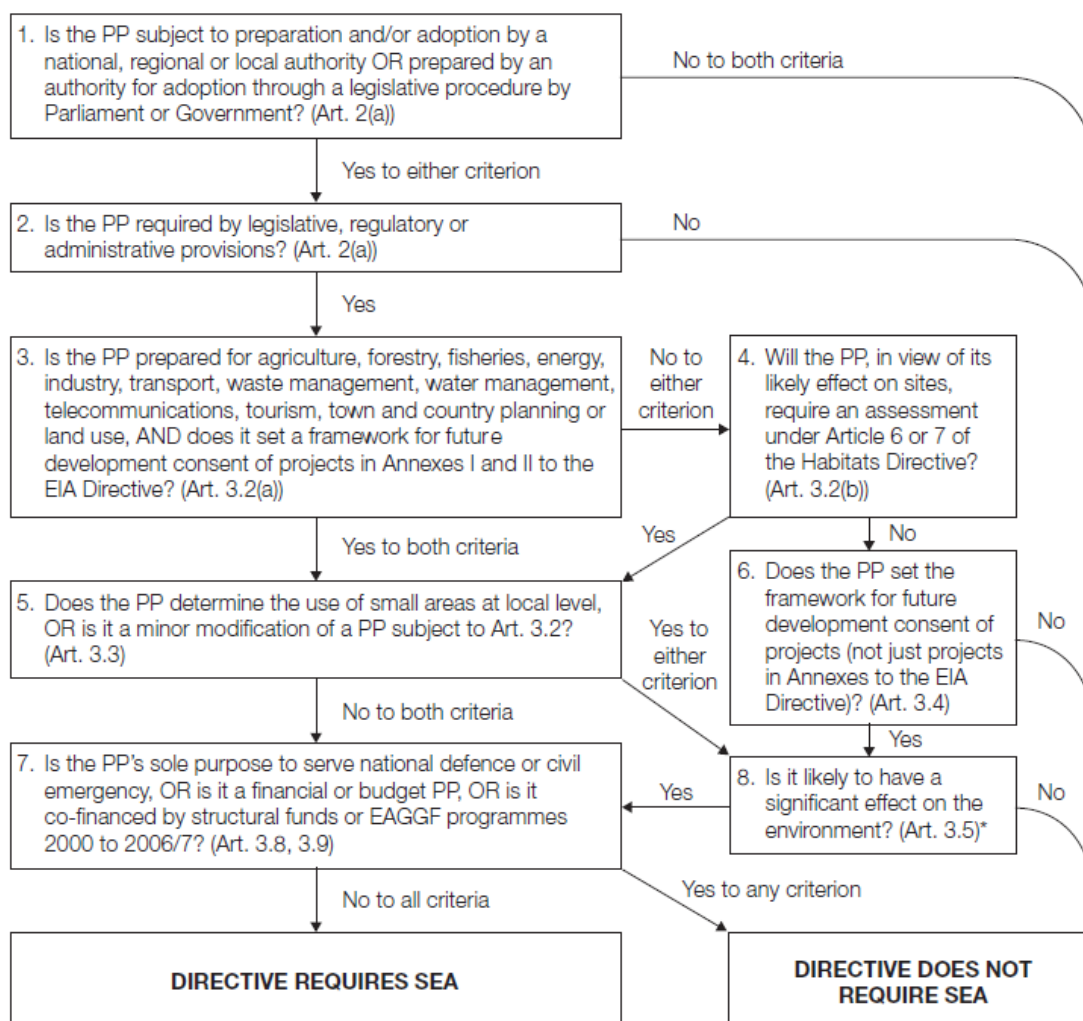 1. Is the PP subject to preparation and/or adoption by a
national, regional or local authority OR prepared by an
authority for adoption through a legislative procedure by
Parliament or Government? (Art. 2(a))
No to both criteria
Yes to either criterion
2. Is the PP required by legislative, regulatory or
administrative provisions? (Art. 2(a))
No
Yes
3. Is the PP prepared for agriculture, forestry, fisheries, energy,
industry, transport, waste management, water management,
telecommunications, tourism, town and country planning or
land use, AND does it set a framework for future
development consent of projects in Annexes I and II to the
EIA Directive? (Art. 3.2(a))
No to
either
criterion
4. Will the PP, in view of its
likely effect on sites,
require an assessment
under Article 6 or 7 of
the Habitats Directive?
(Art. 3.2(b))
Yes to both criteria
Yes
No
5. Does the PP determine the use of small areas at local level,
OR is it a minor modification of a PP subject to Art. 3.2?
(Art. 3.3)
Yes to
either
criterion
6. Does the PP set the
framework for future
development consent of
projects (not just projects
in Annexes to the EIA
Directive)? (Art. 3.4)
No
No to both criteria
Yes
7. Is the PP's sole purpose to serve national defence or civil
emergency, OR is it a financial or budget PP, OR is it
co-financed by structural funds or EAGGF programmes
2000 to 2006/7? (Art. 3.8, 3.9)
Yes
8. Is it likely to have a
significant effect on the
environment? (Art. 3.5)*
No
No to all criteria
Yes to any criterion
DIRECTIVE REQUIRES SEA
DIRECTIVE DOES NOT
REQUIRE SEA